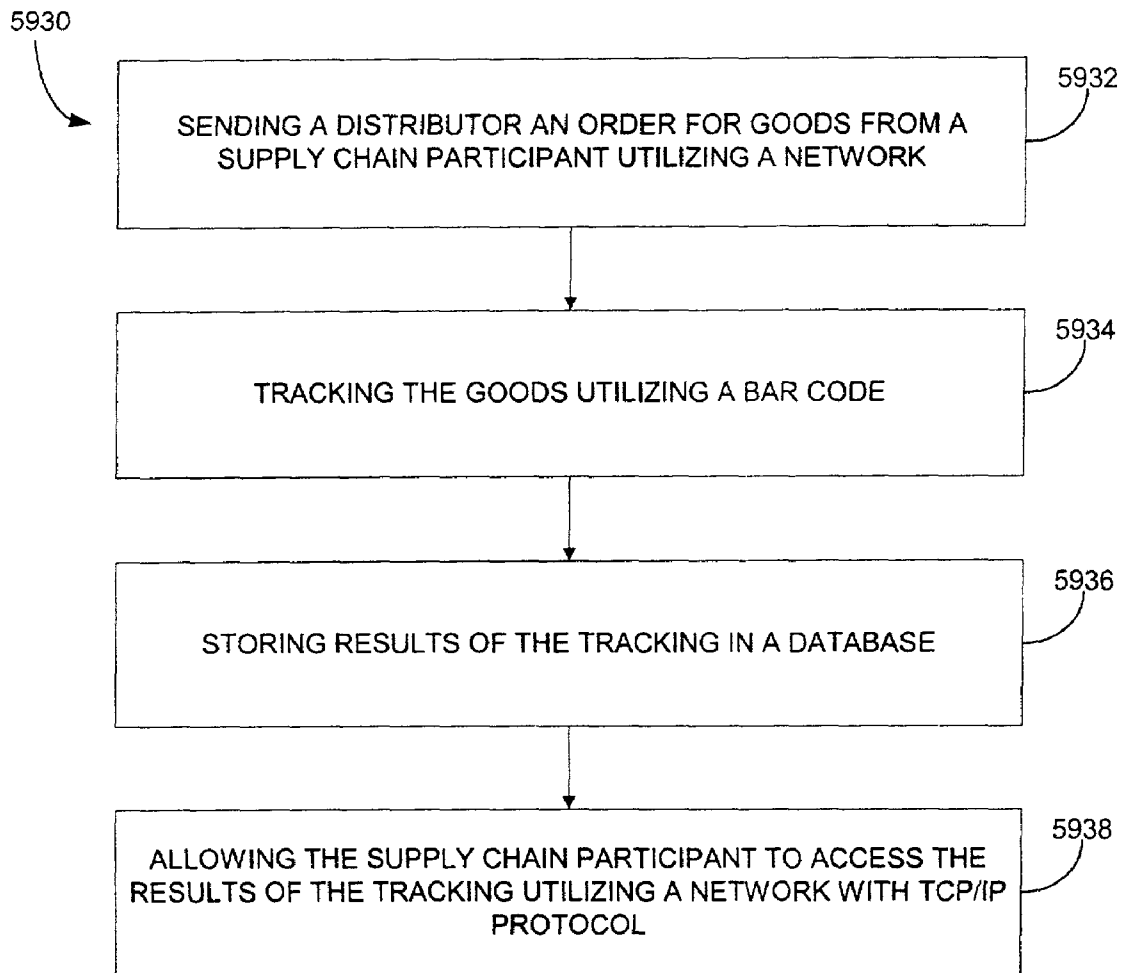 5930
5932
SENDING A DISTRIBUTOR AN ORDER FOR GOODS FROM A
SUPPLY CHAIN PARTICIPANT UTILIZING A NETWORK
5934
TRACKING THE GOODS UTILIZING A BAR CODE
5936
STORING RESULTS OF THE TRACKING IN A DATABASE
5938
ALLOWING THE SUPPLY CHAIN PARTICIPANT TO ACCESS THE
RESULTS OF THE TRACKING UTILIZING A NETWORK WITH TCP/IP
PROTOCOL